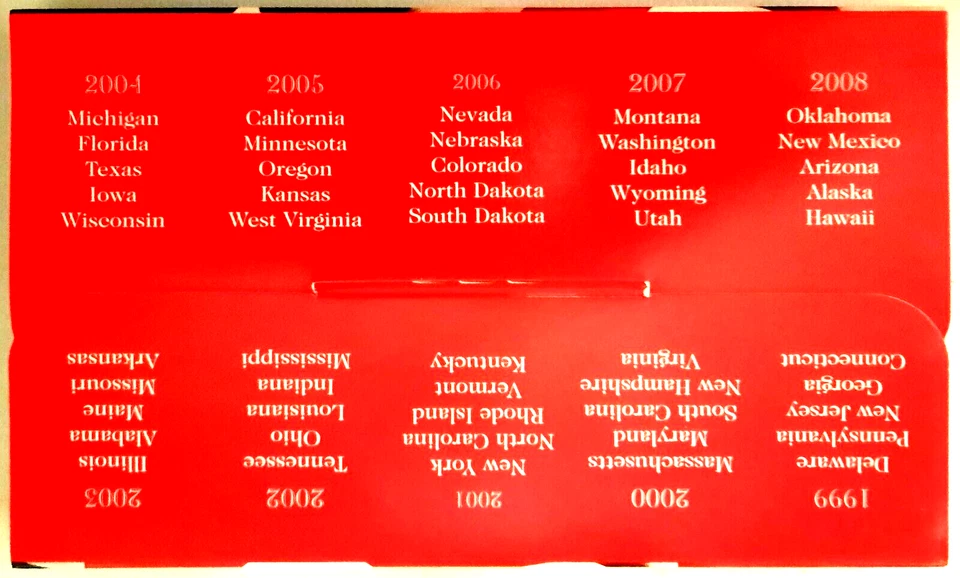 2004
Michigan
Florida
Texas
Iowa
Wisconsin
2005
California
Minnesota
Oregon
Kansas
West Virginia
2006
Nevada
Nebraska
Colorado
North Dakota
South Dakota
2007
Montana
Washington
Idaho
Wyoming
Utah
2008
Oklahoma
New Mexico
Arizona
Alaska
Hawaii
1999
Delaware
Pennsylvania
New Jersey
Georgia
Connecticut
2000
Massachusetts
Maryland
South Carolina
New Hampshire
Virginia
2001
New York
North Carolina
Rhode Island
Vermont
Kentucky
2002
Tennessee
Ohio
Louisiana
Indiana
Mississippi
2003
Illinois
Alabama
Maine
Missouri
Arkansas